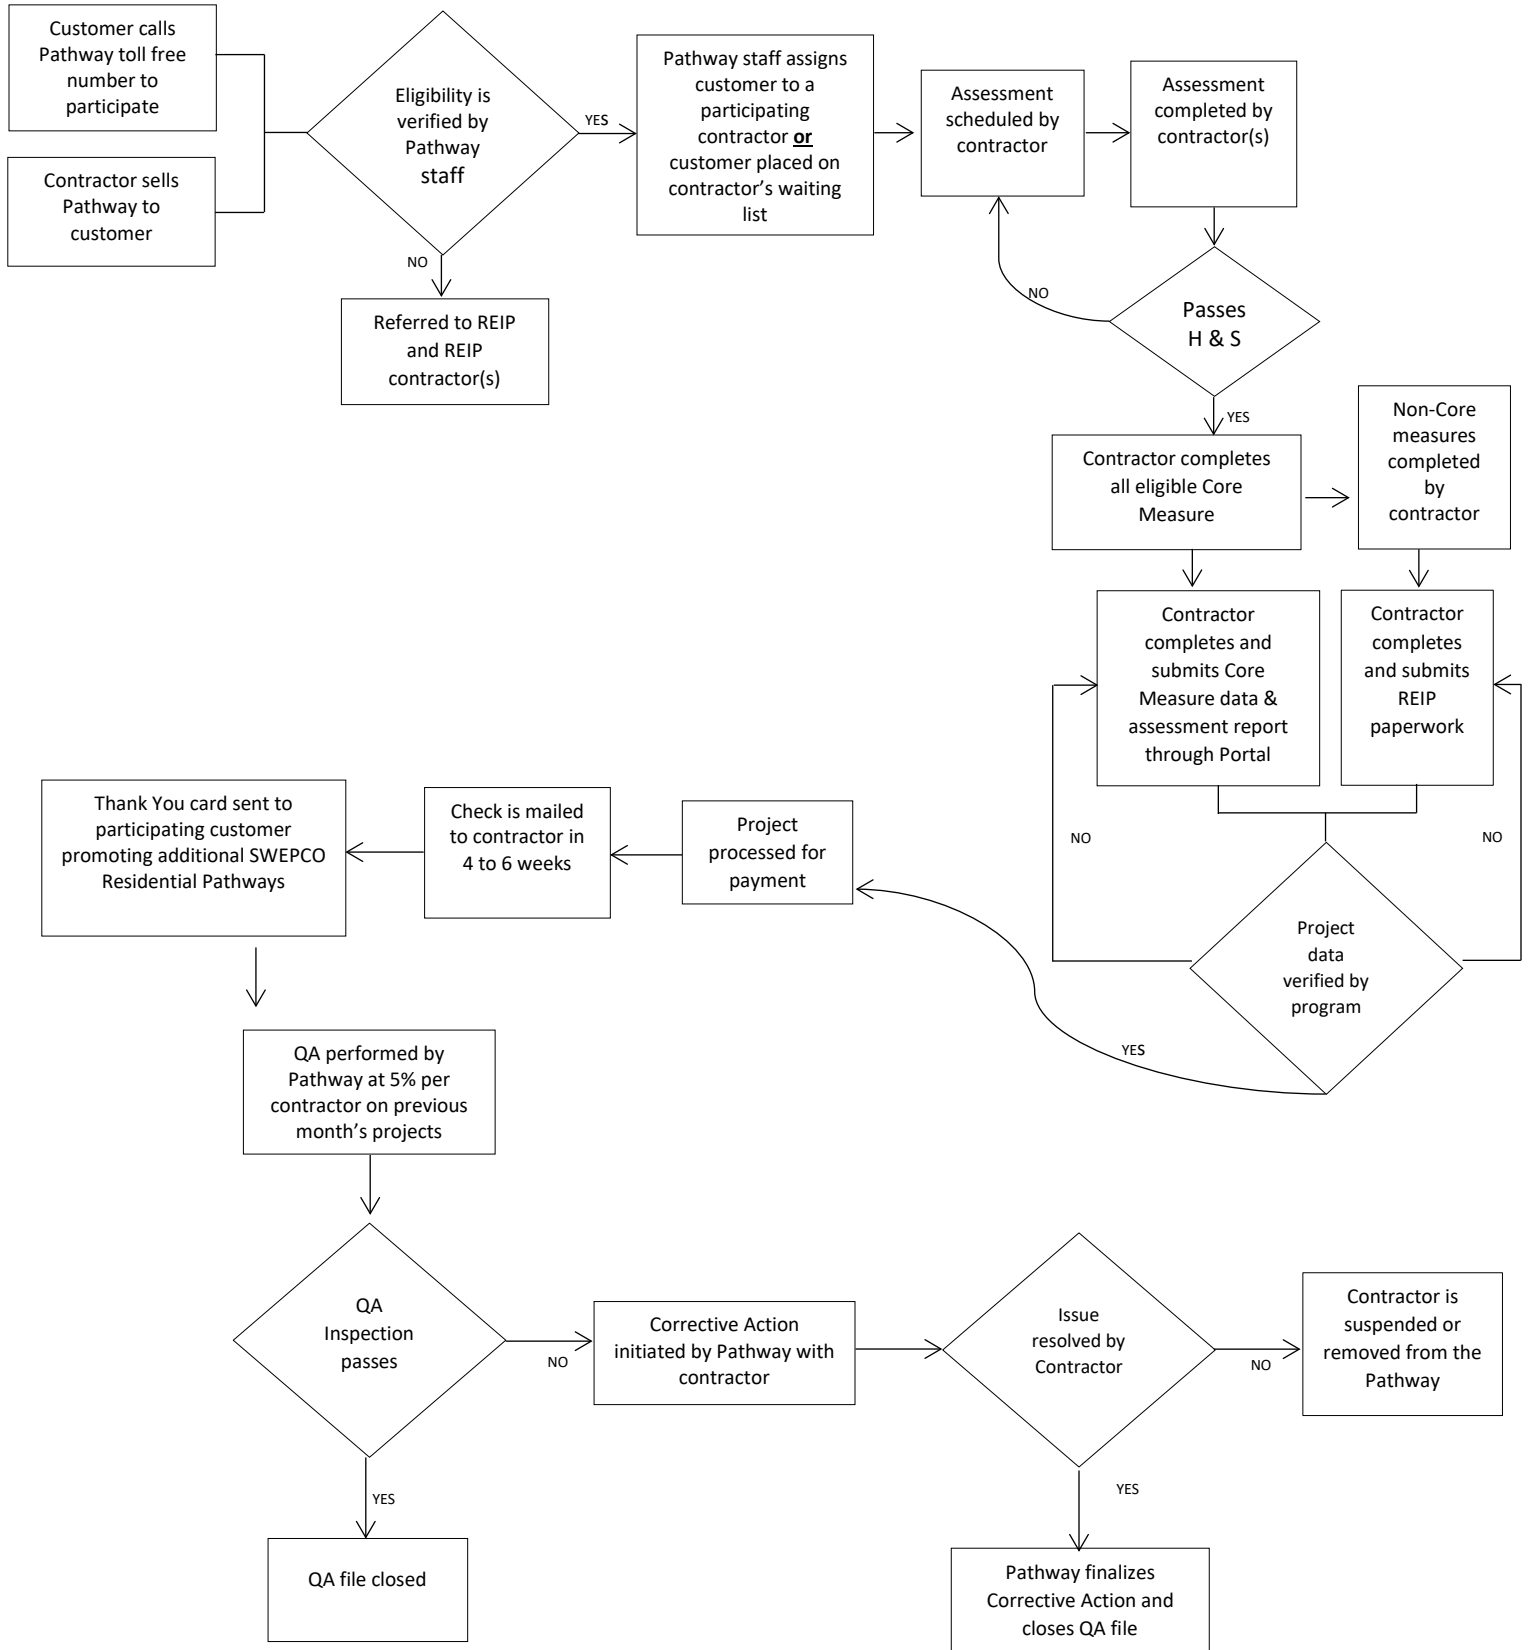 Customer calls
Pathway toll free
number to
participate
Contractor sells
Pathway to
customer
Eligibility is
verified by
Pathway
staff
YES
NO
Referred to REIP
and REIP
contractor(s)
Pathway staff assigns
customer to a
participating
contractor or
customer placed on
contractor’s waiting
list
Assessment
scheduled by
contractor
Assessment
completed by
contractor(s)
NO
Passes
H & S
YES
Contractor completes
all eligible Core
Measure
Non-Core
measures
completed
by
contractor
Contractor
completes and
submits Core
Measure data &
assessment report
through Portal
Contractor
completes
and submits
REIP
paperwork
NO
NO
Project
data
verified by
program
YES
Project
processed for
payment
Check is mailed
to contractor in
4 to 6 weeks
Thank You card sent to
participating customer
promoting additional SWEPCO
Residential Pathways
QA performed by
Pathway at 5% per
contractor on previous
month’s projects
QA
Inspection
passes
NO
YES
QA file closed
Corrective Action
initiated by Pathway with
contractor
Issue
resolved by
Contractor
NO
Contractor is
suspended or
removed from the
Pathway
YES
Pathway finalizes
Corrective Action and
closes QA file